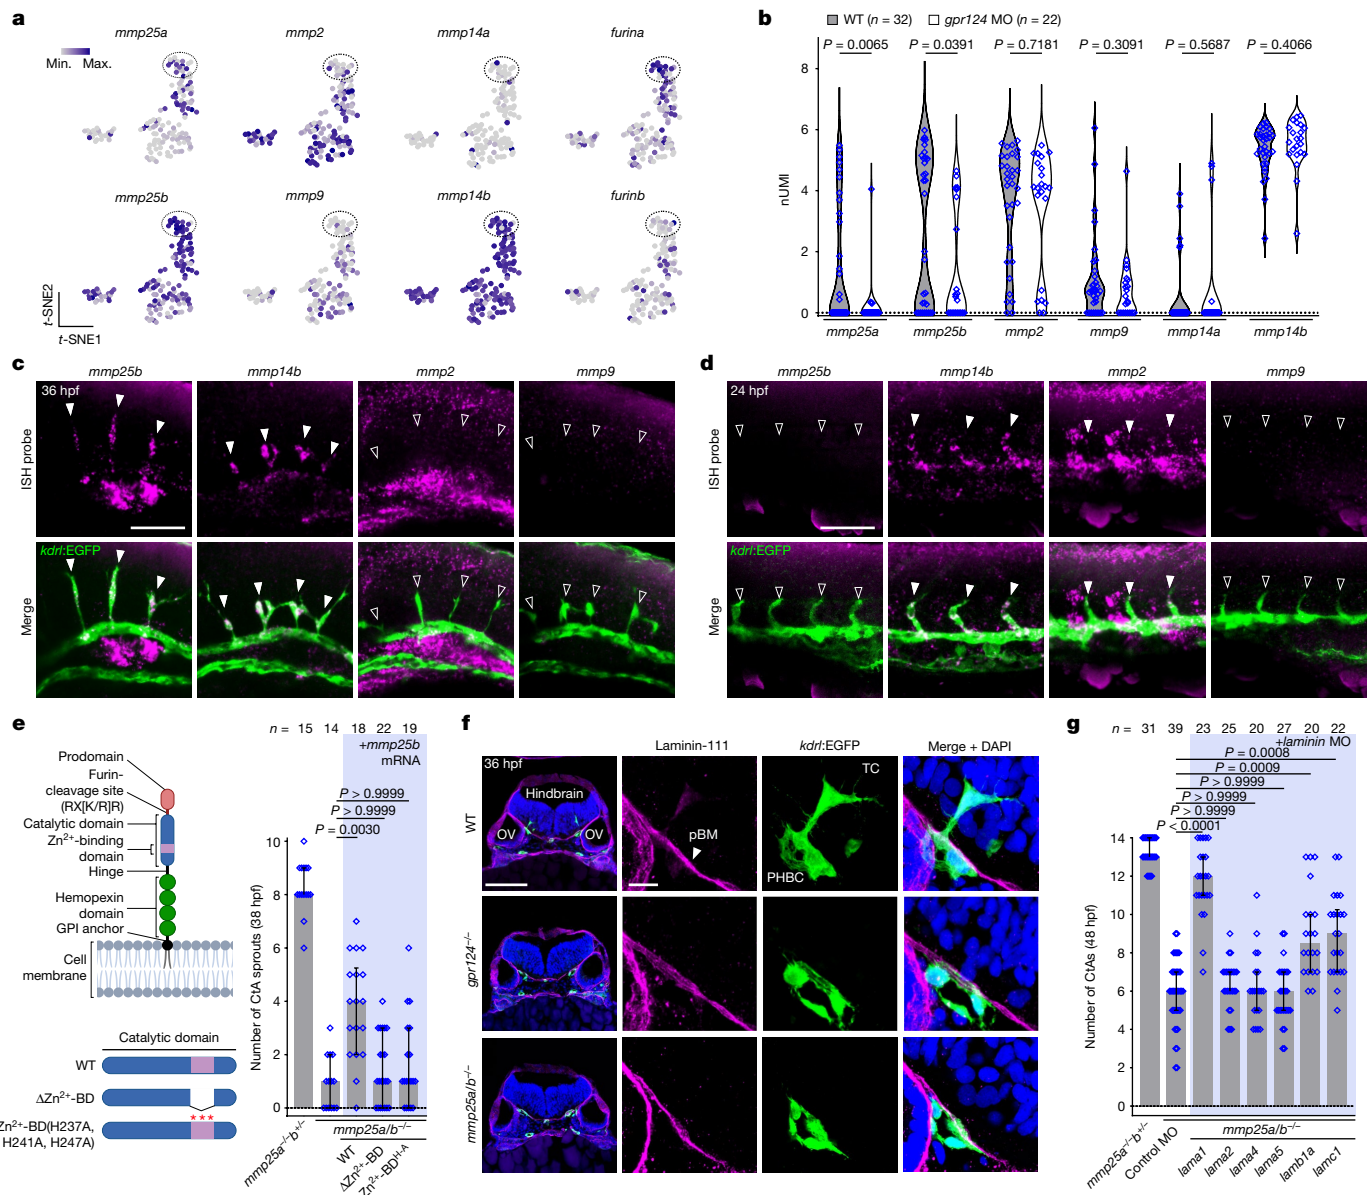 a
mmp25a
mmp2
mmp14a
furina
Min. Max.
mmp25b
mmp9
mmp14b
furinb
t-SNE2
t-SNE1
b
WT (n = 32)
gpr124 MO (n = 22)
P = 0.0065
P = 0.0391
P = 0.7181
P = 0.3091
P = 0.5687
P = 0.4066
nUMI
8
6
4
2
0
mmp25a
mmp25b
mmp2
mmp9
mmp14a
mmp14b
c
mmp25b
mmp14b
mmp2
mmp9
36 hpf
ISH probe
kdrl:EGFP
Merge
d
mmp25b
mmp14b
mmp2
mmp9
24 hpf
ISH probe
kdrl:EGFP
Merge
e
Prodomain
Furin-
cleavage site
(RX[K/R]R)
Catalytic domain
Zn2+-binding
domain
Hinge
Hemopexin
domain
GPI anchor
Cell
membrane
Catalytic domain
WT
ΔZn2+-BD
***
Zn2+-BD(H237A,
H241A, H247A)
n = 15 14 18 22 19
+mmp25b
mRNA
P > 0.9999
P > 0.9999
P = 0.0030
Number of CtA sprouts (38 hpf)
10
8
6
4
2
0
mmp25a−/−b+/−
WT
ΔZn2+-BD
Zn2+-BDH-A
mmp25a/b−/−
f
Laminin-111
kdrl:EGFP
Merge + DAPI
36 hpf
Hindbrain
OV
OV
pBM
TC
PHBC
WT
gpr124−/−
mmp25a/b−/−
g
n = 31 39 23 25 20 27 20 22
+laminin MO
P = 0.0008
P = 0.0009
P > 0.9999
P > 0.9999
P > 0.9999
P < 0.0001
Number of CtAs (48 hpf)
14
12
10
8
6
4
2
0
mmp25a−/−b+/−
Control MO
lama1
lama2
lama4
lama5
lamb1a
lamc1
mmp25a/b−/−